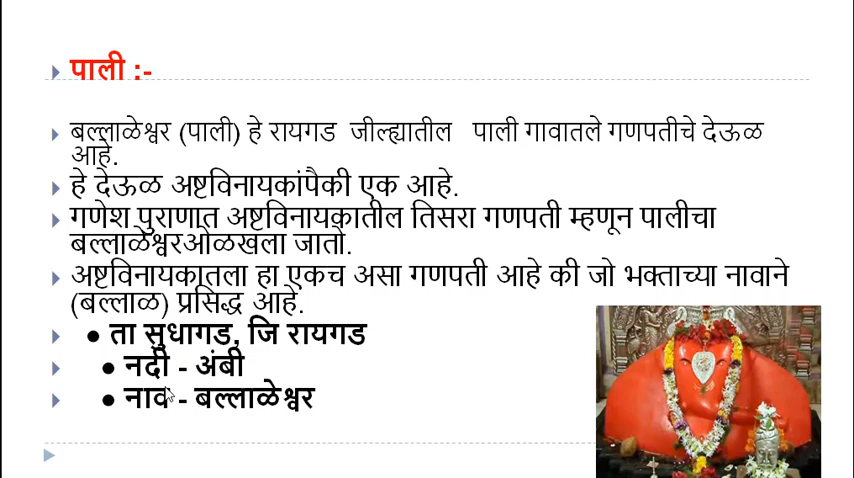 पाली :-
बल्लाळेश्वर (पाली) हे रायगड जील्ह्यातील पाली गावातले गणपतीचे देऊळ
आहे.
हे देऊळ अष्टविनायकांपैकी एक आहे.
गणेश पुराणात अष्टविनायकातील तिसरा गणपती म्हणून पालीचा
बल्लाळेश्वरओळखला जातो.
अष्टविनायकातला हा एकच असा गणपती आहे की जो भक्ताच्या नावाने
(बल्लाळ) प्रसिद्ध आहे.
● ता सुधागड, जि रायगड
● नदी - अंबी
● नाव - बल्लाळेश्वर